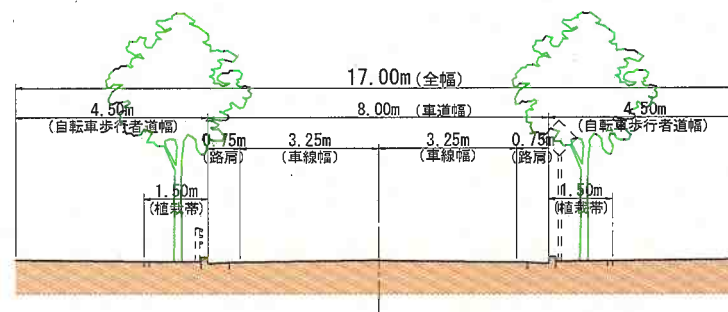 17.00m (全幅)
4.50m
(自転車歩行者道幅)
8.00m (車道幅)
4.50m
(自転車歩行者道幅)
0.75m
(路肩)
3.25m
(車線幅)
3.25m
(車線幅)
0.75m
(路肩)
1.50m
(植栽帯)
1.50m
(植栽帯)